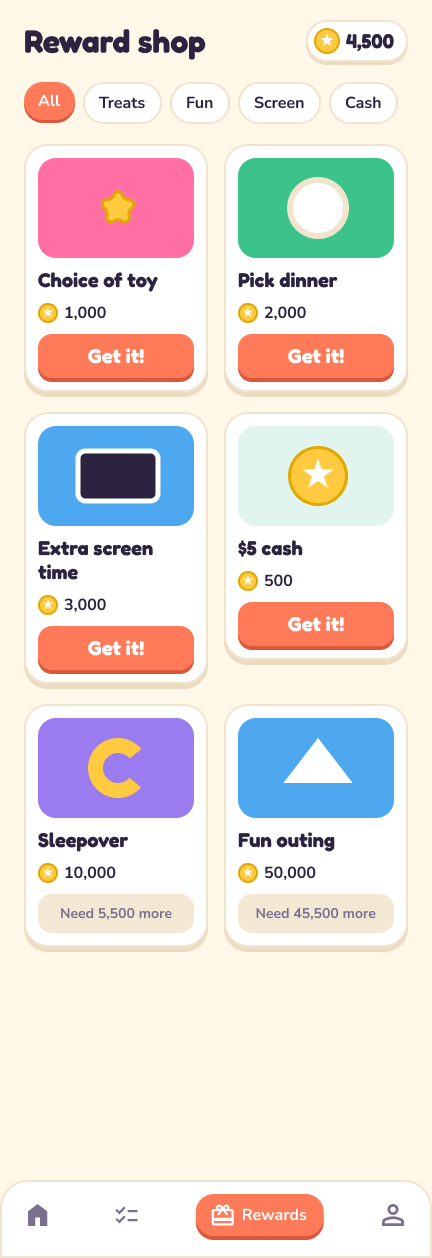 Reward shop
4,500
All
Treats
Fun
Screen
Cash
Choice of toy
1,000
Get it!
Pick dinner
2,000
Get it!
Extra screen
time
3,000
Get it!
$5 cash
500
Get it!
Sleepover
10,000
Need 5,500 more
Fun outing
50,000
Need 45,500 more
Rewards